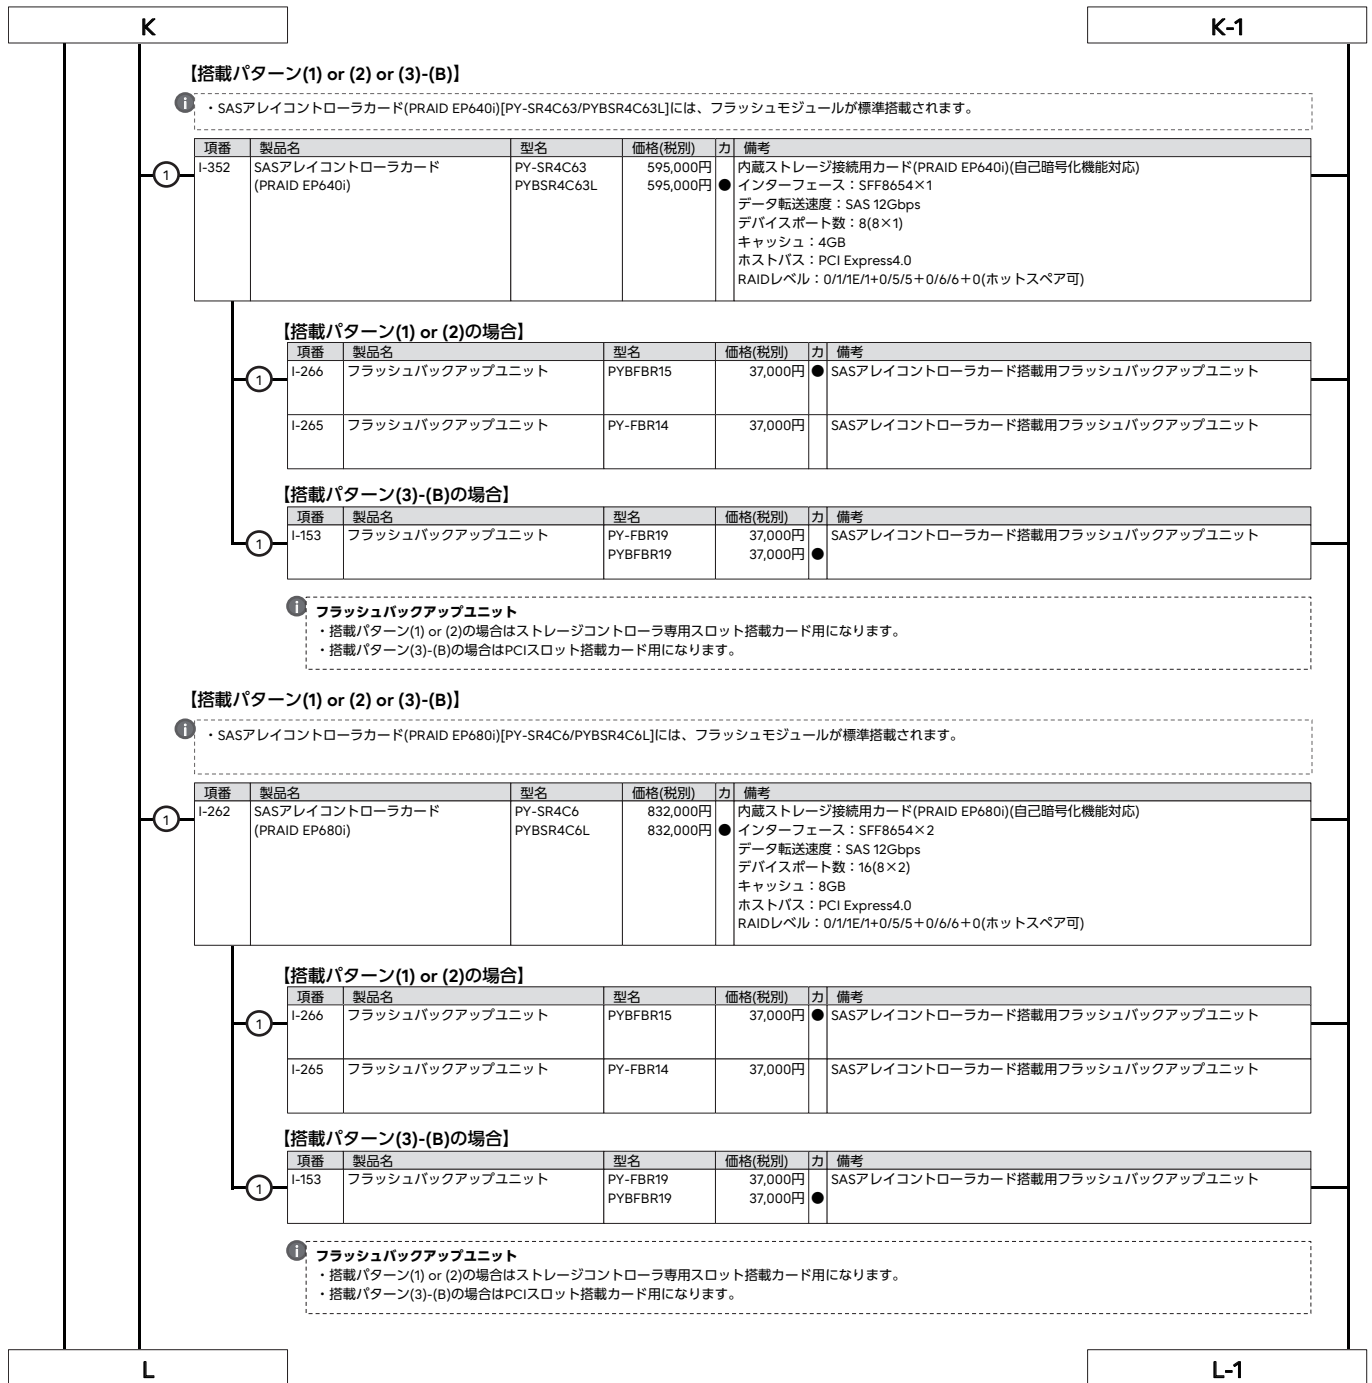 K
K-1
【搭載パターン(1) or (2) or (3)-(B)】
・SASアレイコントローラカード(PRAID EP640i)[PY-SR4C63/PYBSR4C63L]には、フラッシュモジュールが標準搭載されます。
項番 製品名 型名 価格(税別) カ 備考
1 I-352 SASアレイコントローラカード PY-SR4C63 595,000円 内蔵ストレージ接続用カード(PRAID EP640i)(自己暗号化機能対応)
(PRAID EP640i) PYBSR4C63L 595,000円 ● インターフェース：SFF8654×1
データ転送速度：SAS 12Gbps
デバイスポート数：8(8×1)
キャッシュ：4GB
ホストバス：PCI Express4.0
RAIDレベル：0/1/1E/1+0/5/5＋0/6/6＋0(ホットスペア可)
【搭載パターン(1) or (2)の場合】
項番 製品名 型名 価格(税別) カ 備考
1 I-266 フラッシュバックアップユニット PYBFBR15 37,000円 ● SASアレイコントローラカード搭載用フラッシュバックアップユニット
I-265 フラッシュバックアップユニット PY-FBR14 37,000円 SASアレイコントローラカード搭載用フラッシュバックアップユニット
【搭載パターン(3)-(B)の場合】
項番 製品名 型名 価格(税別) カ 備考
1 I-153 フラッシュバックアップユニット PY-FBR19 37,000円 SASアレイコントローラカード搭載用フラッシュバックアップユニット
PYBFBR19 37,000円 ●
フラッシュバックアップユニット
・搭載パターン(1) or (2)の場合はストレージコントローラ専用スロット搭載カード用になります。
・搭載パターン(3)-(B)の場合はPCIスロット搭載カード用になります。
【搭載パターン(1) or (2) or (3)-(B)】
・SASアレイコントローラカード(PRAID EP680i)[PY-SR4C6/PYBSR4C6L]には、フラッシュモジュールが標準搭載されます。
項番 製品名 型名 価格(税別) カ 備考
1 I-262 SASアレイコントローラカード PY-SR4C6 832,000円 内蔵ストレージ接続用カード(PRAID EP680i)(自己暗号化機能対応)
(PRAID EP680i) PYBSR4C6L 832,000円 ● インターフェース：SFF8654×2
データ転送速度：SAS 12Gbps
デバイスポート数：16(8×2)
キャッシュ：8GB
ホストバス：PCI Express4.0
RAIDレベル：0/1/1E/1+0/5/5＋0/6/6＋0(ホットスペア可)
【搭載パターン(1) or (2)の場合】
項番 製品名 型名 価格(税別) カ 備考
1 I-266 フラッシュバックアップユニット PYBFBR15 37,000円 ● SASアレイコントローラカード搭載用フラッシュバックアップユニット
I-265 フラッシュバックアップユニット PY-FBR14 37,000円 SASアレイコントローラカード搭載用フラッシュバックアップユニット
【搭載パターン(3)-(B)の場合】
項番 製品名 型名 価格(税別) カ 備考
1 I-153 フラッシュバックアップユニット PY-FBR19 37,000円 SASアレイコントローラカード搭載用フラッシュバックアップユニット
PYBFBR19 37,000円 ●
フラッシュバックアップユニット
・搭載パターン(1) or (2)の場合はストレージコントローラ専用スロット搭載カード用になります。
・搭載パターン(3)-(B)の場合はPCIスロット搭載カード用になります。
L
L-1